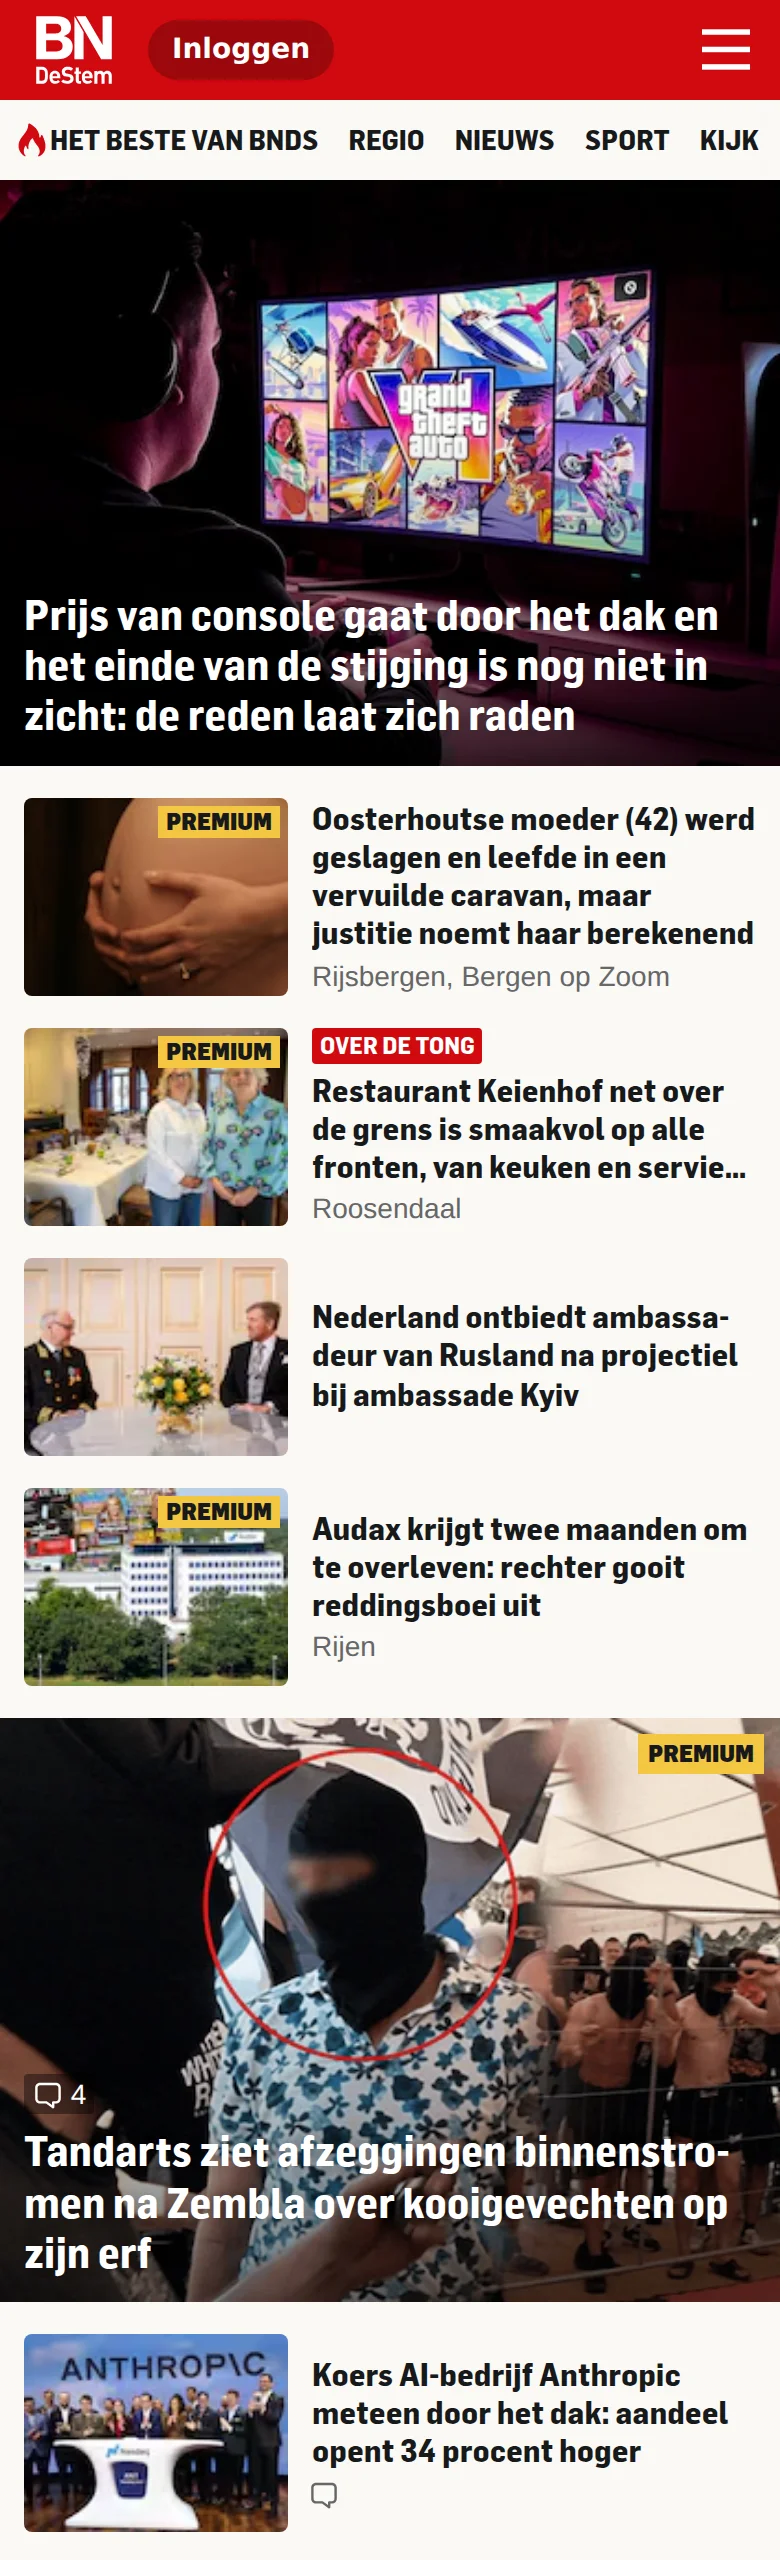 BN
DeStem
Inloggen
HET BESTE VAN BNDS REGIO NIEUWS SPORT KIJK
grand
theft
auto
VI
Prijs van console gaat door het dak en
het einde van de stijging is nog niet in
zicht: de reden laat zich raden
PREMIUM
Oosterhoutse moeder (42) werd
geslagen en leefde in een
vervuilde caravan, maar
justitie noemt haar berekenend
Rijsbergen, Bergen op Zoom
PREMIUM
OVER DE TONG
Restaurant Keienhof net over
de grens is smaakvol op alle
fronten, van keuken en servie...
Roosendaal
Nederland ontbiedt ambassa-
deur van Rusland na projectiel
bij ambassade Kyiv
PREMIUM
Audax krijgt twee maanden om
te overleven: rechter gooit
reddingsboei uit
Rijen
PREMIUM
4
Tandarts ziet afzeggingen binnenstro-
men na Zembla over kooigevechten op
zijn erf
ANTHROP\C
Nasdaq
Koers AI-bedrijf Anthropic
meteen door het dak: aandeel
opent 34 procent hoger